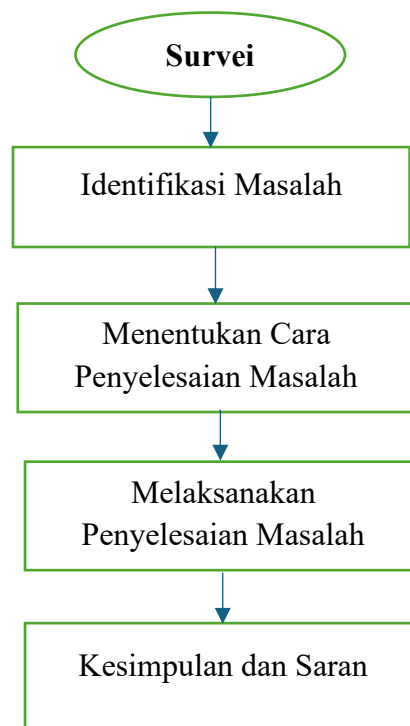 Survei
Identifikasi Masalah
Menentukan Cara
Penyelesaian Masalah
Melaksanakan
Penyelesaian Masalah
Kesimpulan dan Saran